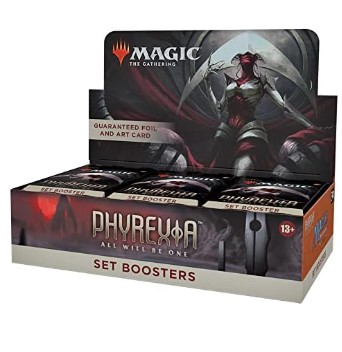 MAGIC
THE GATHERING
GUARANTEED FOIL
AND ART CARD
SET BOOSTER
SET BOOSTER
SET BOOSTER
PHYREXIA
ALL WILL BE ONE
13+
SET BOOSTERS